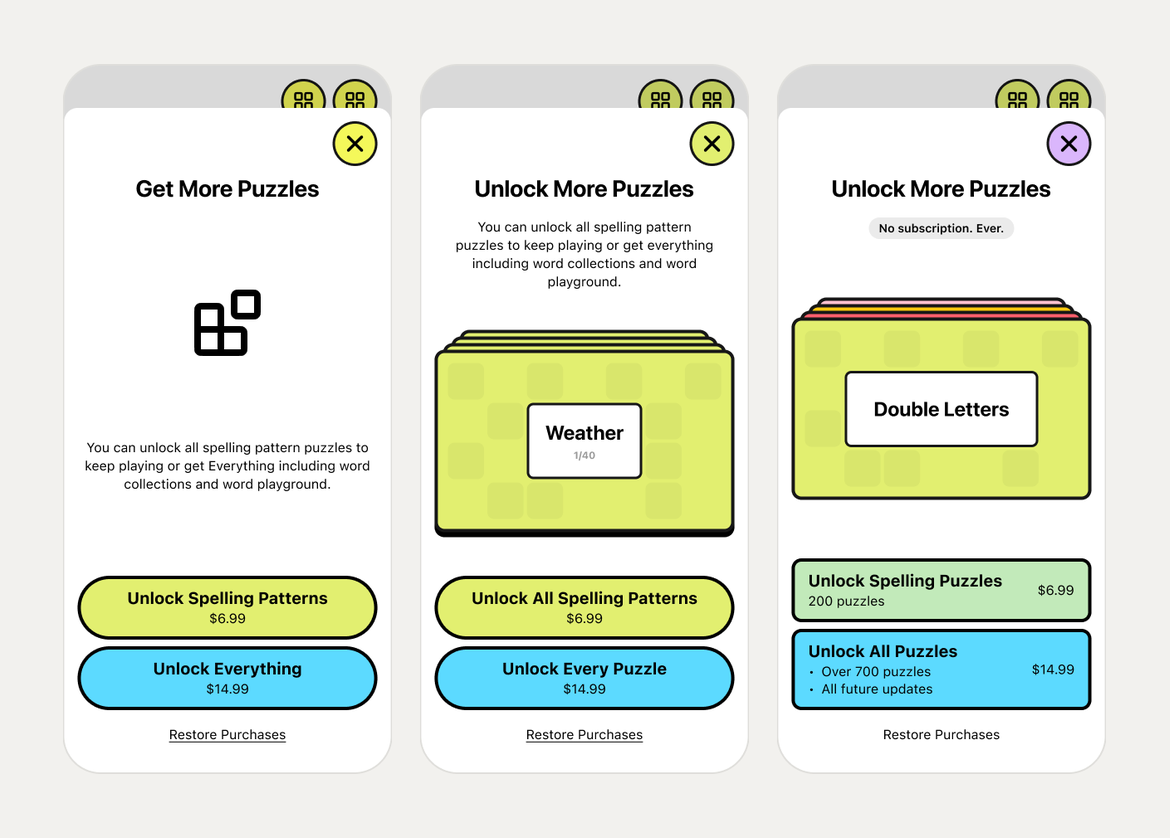 Get More Puzzles
You can unlock all spelling pattern puzzles to
keep playing or get Everything including word
collections and word playground.
Unlock Spelling Patterns
$6.99
Unlock Everything
$14.99
Restore Purchases
Unlock More Puzzles
You can unlock all spelling pattern
puzzles to keep playing or get everything
including word collections and word
playground.
Weather
1/40
Unlock All Spelling Patterns
$6.99
Unlock Every Puzzle
$14.99
Restore Purchases
Unlock More Puzzles
No subscription. Ever.
Double Letters
Unlock Spelling Puzzles
200 puzzles
$6.99
Unlock All Puzzles
• Over 700 puzzles
• All future updates
$14.99
Restore Purchases